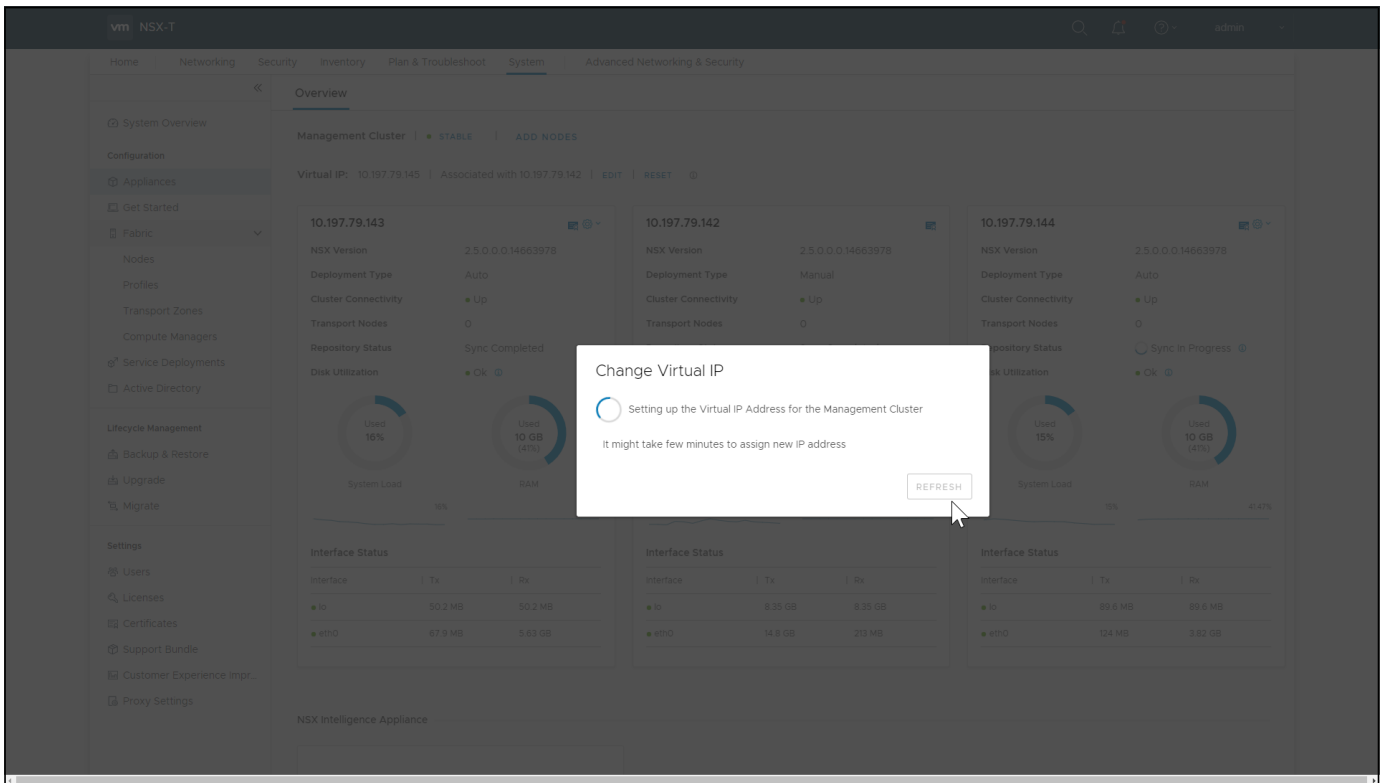 vm NSX-T admin
Home Networking Security Inventory Plan & Troubleshoot System Advanced Networking & Security
Overview
System Overview
Configuration
Appliances
Get Started
Fabric
Nodes
Profiles
Transport Zones
Compute Managers
Service Deployments
Active Directory
Lifecycle Management
Backup & Restore
Upgrade
Migrate
Settings
Users
Licenses
Certificates
Support Bundle
Customer Experience Impr...
Proxy Settings
Management Cluster | STABLE | ADD NODES
Virtual IP: 10.197.79.145 | Associated with 10.197.79.142 | EDIT | RESET
10.197.79.143
NSX Version 2.5.0.0.0.14663978
Deployment Type Auto
Cluster Connectivity Up
Transport Nodes 0
Repository Status Sync Completed
Disk Utilization Ok
Used
16%
Used
10 GB
(41%)
System Load RAM
16%
Interface Status
Interface | Tx | Rx
lo 50.2 MB 50.2 MB
eth0 67.9 MB 5.63 GB
10.197.79.142
NSX Version 2.5.0.0.0.14663978
Deployment Type Manual
Cluster Connectivity Up
Transport Nodes 0
Interface Status
Interface | Tx | Rx
lo 8.35 GB 8.35 GB
eth0 14.8 GB 213 MB
10.197.79.144
NSX Version 2.5.0.0.0.14663978
Deployment Type Auto
Cluster Connectivity Up
Transport Nodes 0
Repository Status Sync In Progress
Disk Utilization Ok
Used
15%
Used
10 GB
(41%)
System Load RAM
15% 41.42%
Interface Status
Interface | Tx | Rx
lo 89.6 MB 89.6 MB
eth0 124 MB 3.82 GB
Change Virtual IP
Setting up the Virtual IP Address for the Management Cluster
It might take few minutes to assign new IP address
REFRESH
NSX Intelligence Appliance